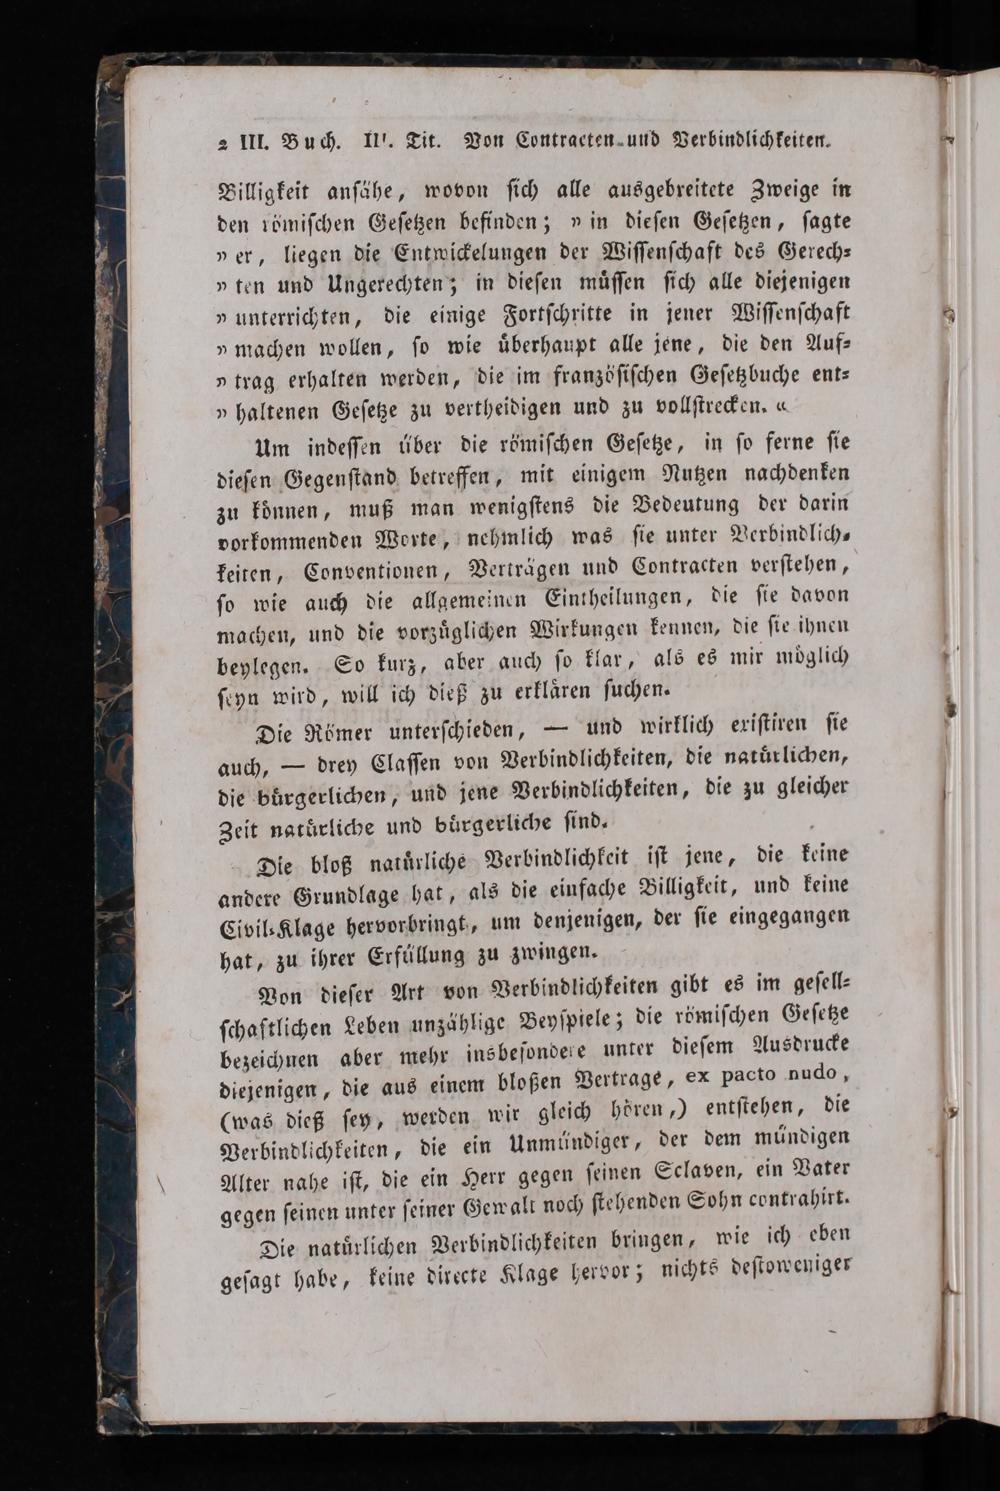 2 III. Buch. III. Tit. Von Contracten und Verbindlichkeiten.
Billigkeit ansähe, wovon sich alle ausgebreitete Zweige in
den römischen Gesetzen befinden; » in diesen Gesetzen, sagte
» er, liegen die Entwickelungen der Wissenschaft des Gerech-
» ten und Ungerechten; in diesen müssen sich alle diejenigen
» unterrichten, die einige Fortschritte in jener Wissenschaft
» machen wollen, so wie überhaupt alle jene, die den Auf-
» trag erhalten werden, die im französischen Gesetzbuche ent-
» haltenen Gesetze zu vertheidigen und zu vollstrecken. «
Um indessen über die römischen Gesetze, in so ferne sie
diesen Gegenstand betreffen, mit einigem Nutzen nachdenken
zu können, muß man wenigstens die Bedeutung der darin
vorkommenden Worte, nehmlich was sie unter Verbindlich-
keiten, Conventionen, Verträgen und Contracten verstehen,
so wie auch die allgemeinen Eintheilungen, die sie davon
machen, und die vorzüglichen Wirkungen kennen, die sie ihnen
beylegen. So kurz, aber auch so klar, als es mir möglich
seyn wird, will ich dieß zu erklären suchen.
Die Römer unterschieden, — und wirklich existiren sie
auch, — drey Classen von Verbindlichkeiten, die natürlichen,
die bürgerlichen, und jene Verbindlichkeiten, die zu gleicher
Zeit natürliche und bürgerliche sind.
Die bloß natürliche Verbindlichkeit ist jene, die keine
andere Grundlage hat, als die einfache Billigkeit, und keine
Civil-Klage hervorbringt, um denjenigen, der sie eingegangen
hat, zu ihrer Erfüllung zu zwingen.
Von dieser Art von Verbindlichkeiten gibt es im gesell-
schaftlichen Leben unzählige Beyspiele; die römischen Gesetze
bezeichnen aber mehr insbesondere unter diesem Ausdrucke
diejenigen, die aus einem bloßen Vertrage, ex pacto nudo,
(was dieß sey, werden wir gleich hören,) entstehen, die
Verbindlichkeiten, die ein Unmündiger, der dem mündigen
Alter nahe ist, die ein Herr gegen seinen Sclaven, ein Vater
gegen seinen unter seiner Gewalt noch stehenden Sohn contrahirt.
Die natürlichen Verbindlichkeiten bringen, wie ich eben
gesagt habe, keine directe Klage hervor; nichts destoweniger